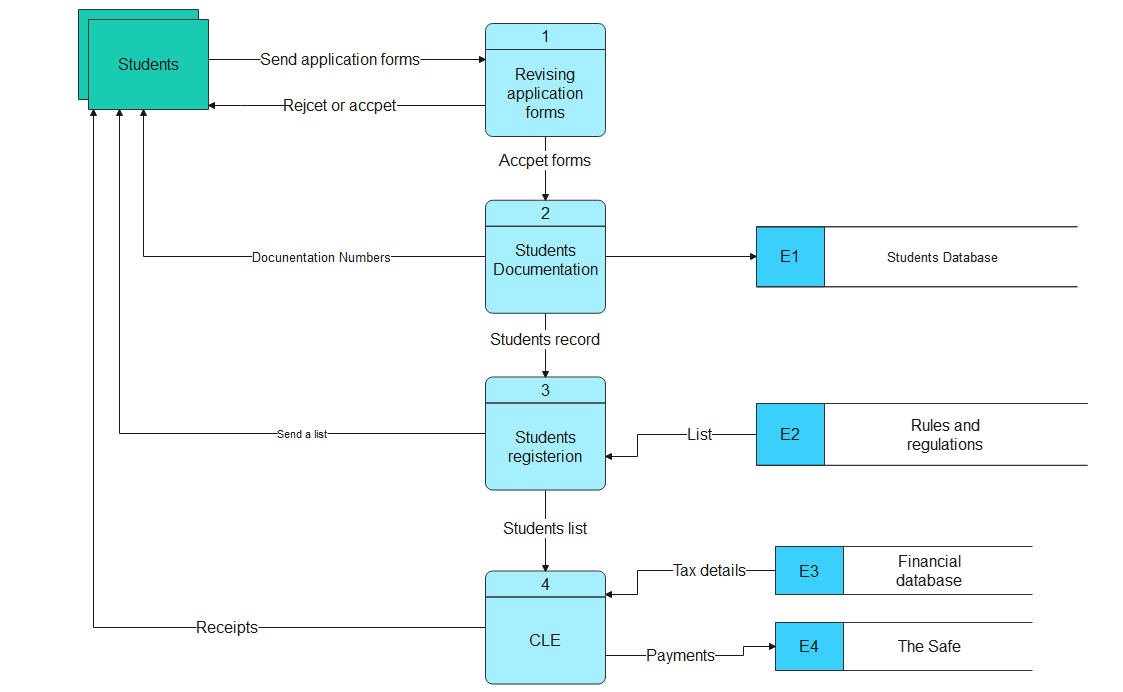 1
Students
Send application forms
Revising
application
forms
Rejcet or accpet
Accpet forms
2
Students
Documentation
Docunentation Numbers
E1
Students Database
Students record
3
Students
registerion
Send a list
List
E2
Rules and
regulations
Students list
4
CLE
Tax details
E3
Financial
database
Receipts
Payments
E4
The Safe